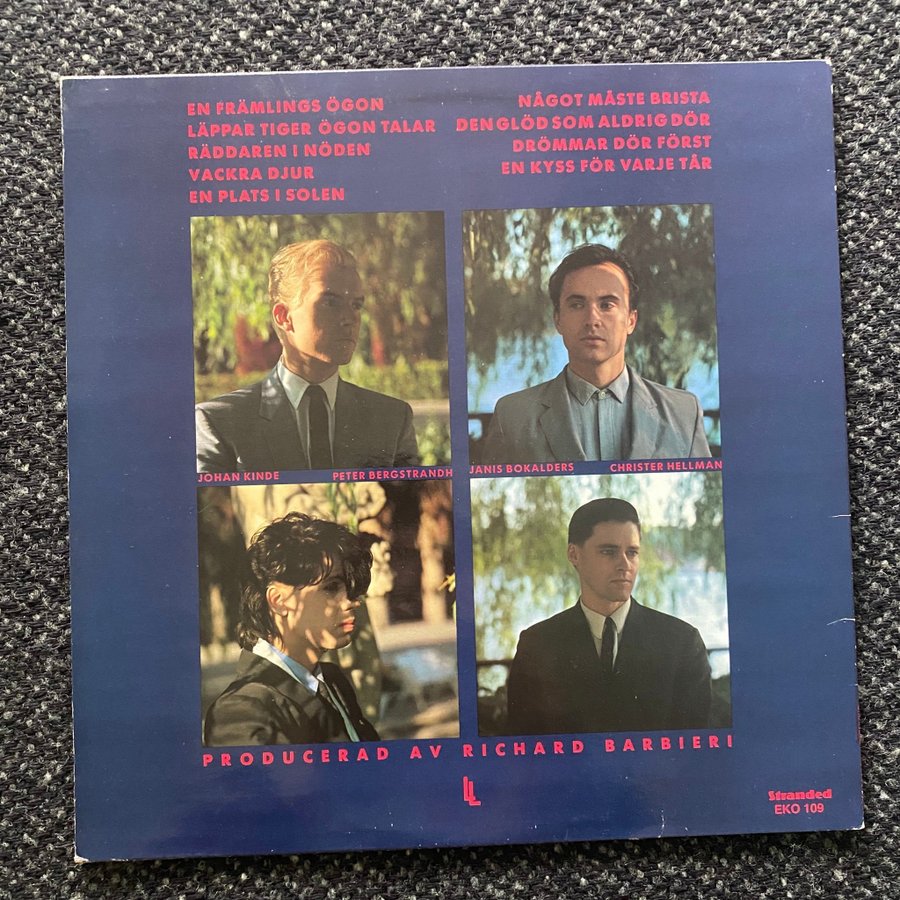 EN FRÄMLINGS ÖGON
LÄPPAR TIGER ÖGON TALAR
RÄDDAREN I NÖDEN
VACKRA DJUR
EN PLATS I SOLEN
NÅGOT MÅSTE BRISTA
DEN GLÖD SOM ALDRIG DÖR
DRÖMMAR DÖR FÖRST
EN KYSS FÖR VARJE TÅR
JOHAN KINDE
PETER BERGSTRANDH
JANIS BOKALDERS
CHRISTER HELLMAN
PRODUCERAD AV RICHARD BARBIERI
LL
Stranded
EKO 109